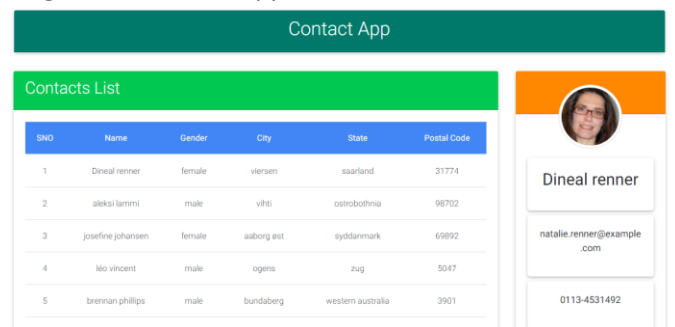 Contact App
Contacts List
SNO Name Gender City State Postal Code
1 Dineal renner female viersen saarland 31774
2 aleksi lammi male vihti ostrobothnia 98702
3 josefine johansen female aaborg øst syddanmark 69892
4 léo vincent male ogens zug 5047
5 brennan phillips male bundaberg western australia 3901
Dineal renner
natalie.renner@example
.com
0113-4531492